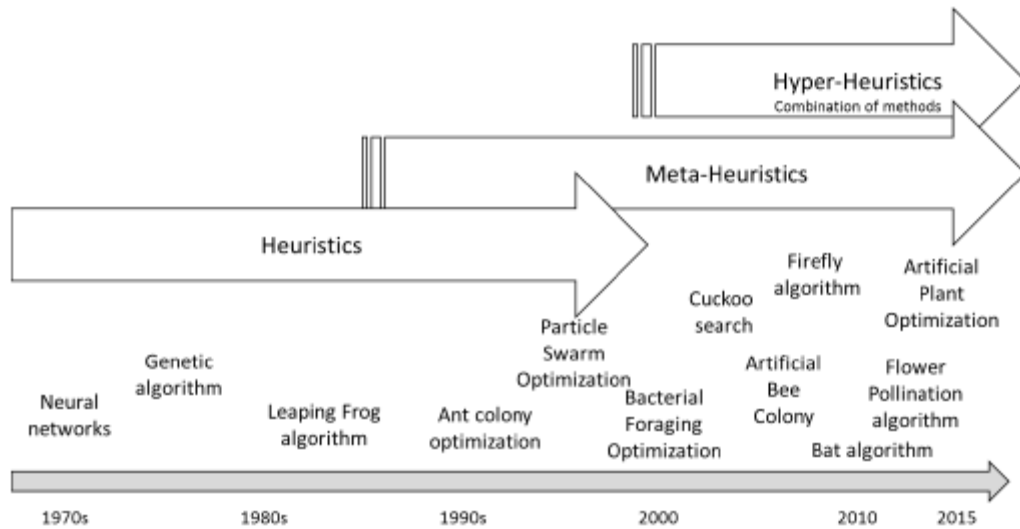 Hyper-Heuristics
Combination of methods
Meta-Heuristics
Heuristics
Firefly
algorithm
Artificial
Plant
Optimization
Cuckoo
search
Particle
Swarm
Optimization
Genetic
algorithm
Artificial
Bee
Colony
Flower
Pollination
algorithm
Neural
networks
Leaping Frog
algorithm
Ant colony
optimization
Bacterial
Foraging
Optimization
Bat algorithm
1970s
1980s
1990s
2000
2010
2015